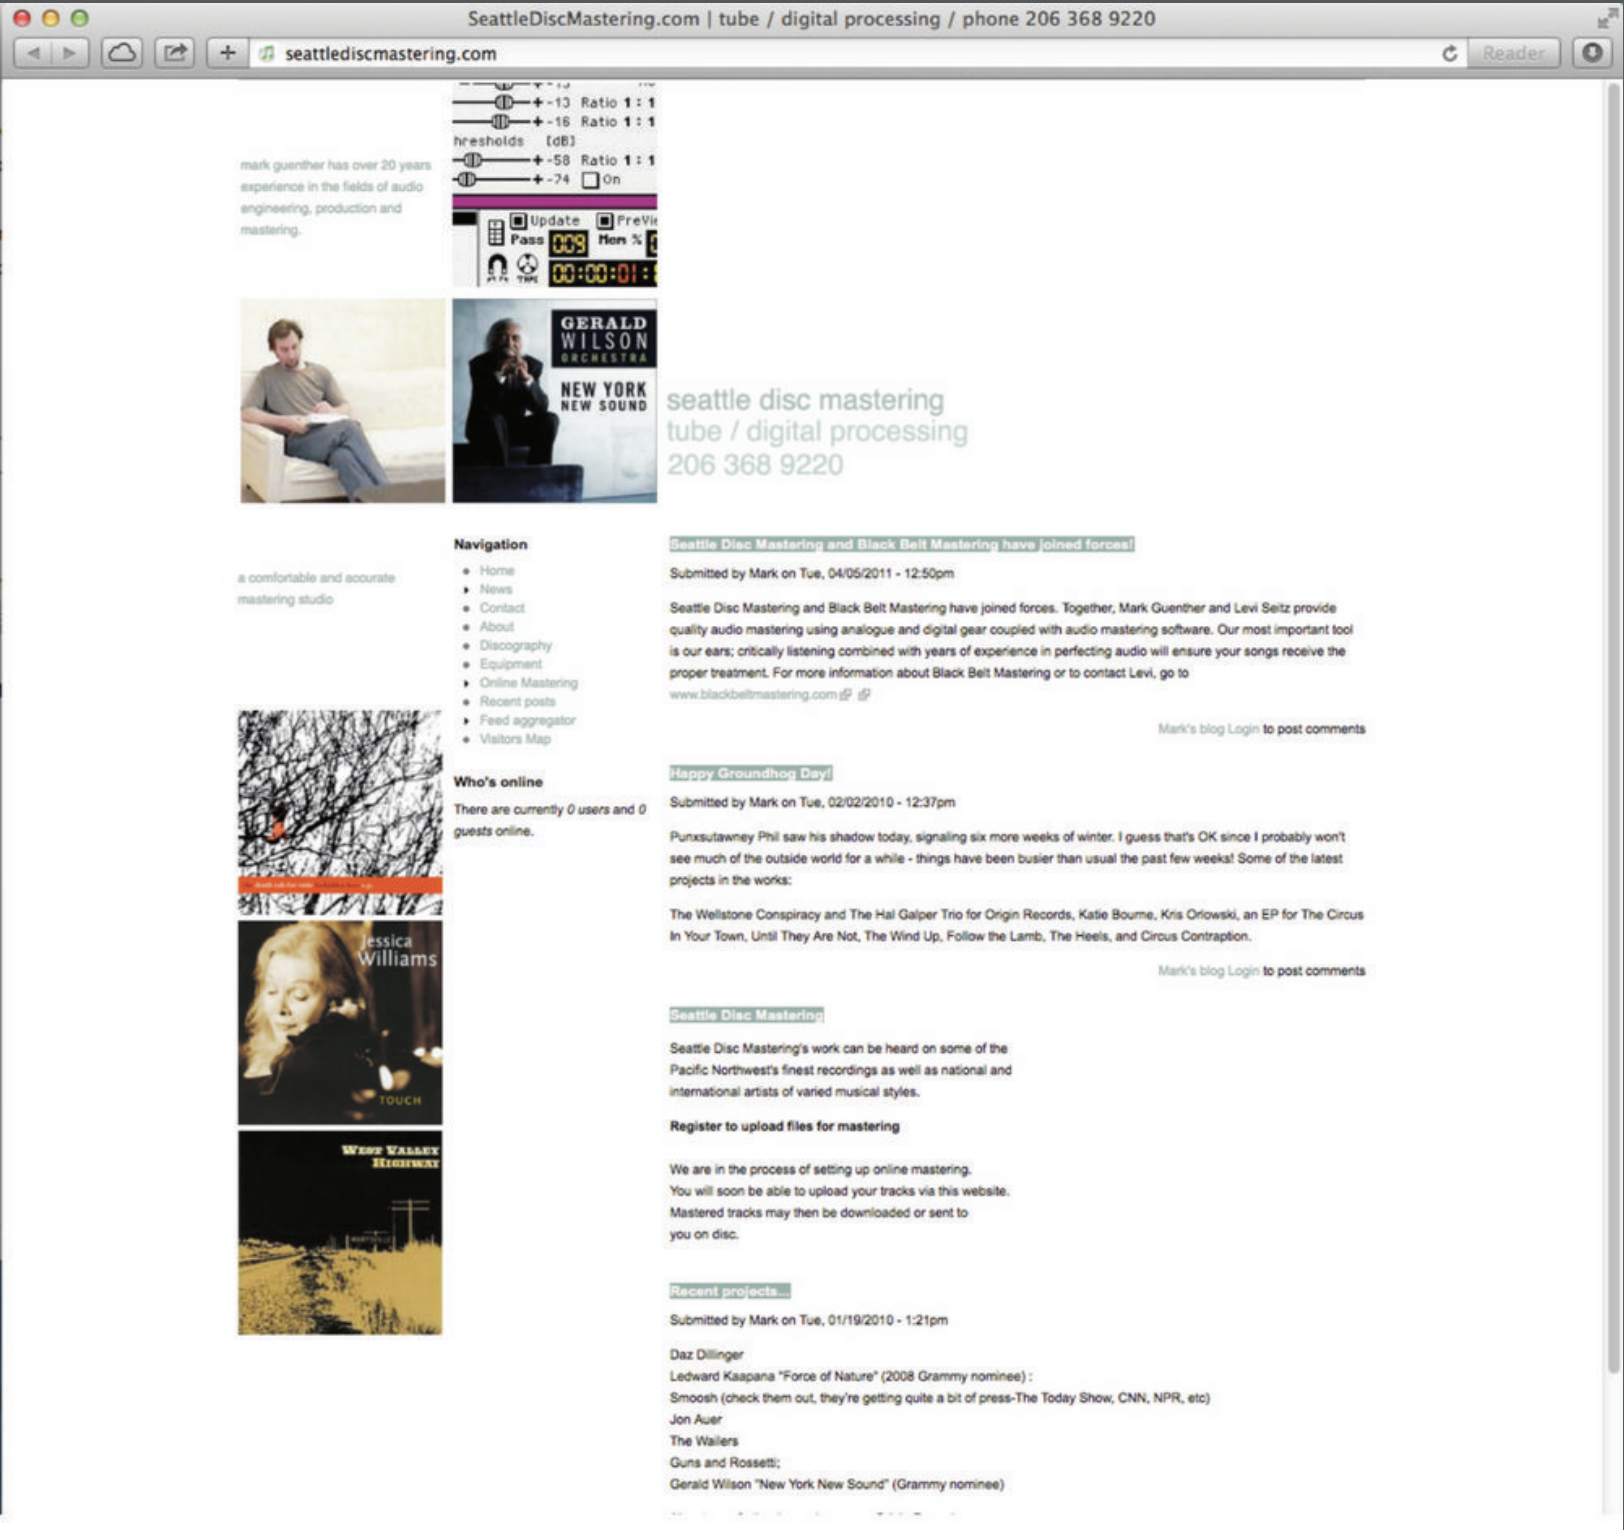 SeattleDiscMastering.com | tube / digital processing / phone 206 368 9220
seattlediscmastering.com
Reader
-13 Ratio 1 : 1
-16 Ratio 1 : 1
hresholds [dB]
-58 Ratio 1 : 1
-74 On
Update PreVie
Pass 009 Mem %
00:00:01:
mark guenther has over 20 years
experience in the fields of audio
engineering, production and
mastering.
GERALD
WILSON
ORCHESTRA
NEW YORK
NEW SOUND
seattle disc mastering
tube / digital processing
206 368 9220
a comfortable and accurate
mastering studio
Jessica
Williams
TOUCH
WEST VALLEY
HIGHWAY
MARYSVILLE
Navigation
Home
News
Contact
About
Discography
Equipment
Online Mastering
Recent posts
Feed aggregator
Visitors Map
Who's online
There are currently 0 users and 0
guests online.
Seattle Disc Mastering and Black Belt Mastering have joined forces!
Submitted by Mark on Tue, 04/05/2011 - 12:50pm
Seattle Disc Mastering and Black Belt Mastering have joined forces. Together, Mark Guenther and Levi Seitz provide
quality audio mastering using analogue and digital gear coupled with audio mastering software. Our most important tool
is our ears; critically listening combined with years of experience in perfecting audio will ensure your songs receive the
proper treatment. For more information about Black Belt Mastering or to contact Levi, go to
www.blackbeltmastering.com
Mark's blog Login to post comments
Happy Groundhog Day!
Submitted by Mark on Tue, 02/02/2010 - 12:37pm
Punxsutawney Phil saw his shadow today, signaling six more weeks of winter. I guess that's OK since I probably won't
see much of the outside world for a while - things have been busier than usual the past few weeks! Some of the latest
projects in the works:
The Wellstone Conspiracy and The Hal Galper Trio for Origin Records, Katie Bourne, Kris Orlowski, an EP for The Circus
In Your Town, Until They Are Not, The Wind Up, Follow the Lamb, The Heels, and Circus Contraption.
Mark's blog Login to post comments
Seattle Disc Mastering
Seattle Disc Mastering's work can be heard on some of the
Pacific Northwest's finest recordings as well as national and
international artists of varied musical styles.
Register to upload files for mastering
We are in the process of setting up online mastering.
You will soon be able to upload your tracks via this website.
Mastered tracks may then be downloaded or sent to
you on disc.
Recent projects...
Submitted by Mark on Tue, 01/19/2010 - 1:21pm
Daz Dillinger
Ledward Kaapana "Force of Nature" (2008 Grammy nominee) :
Smoosh (check them out, they're getting quite a bit of press-The Today Show, CNN, NPR, etc)
Jon Auer
The Wailers
Guns and Rossetti;
Gerald Wilson "New York New Sound" (Grammy nominee)